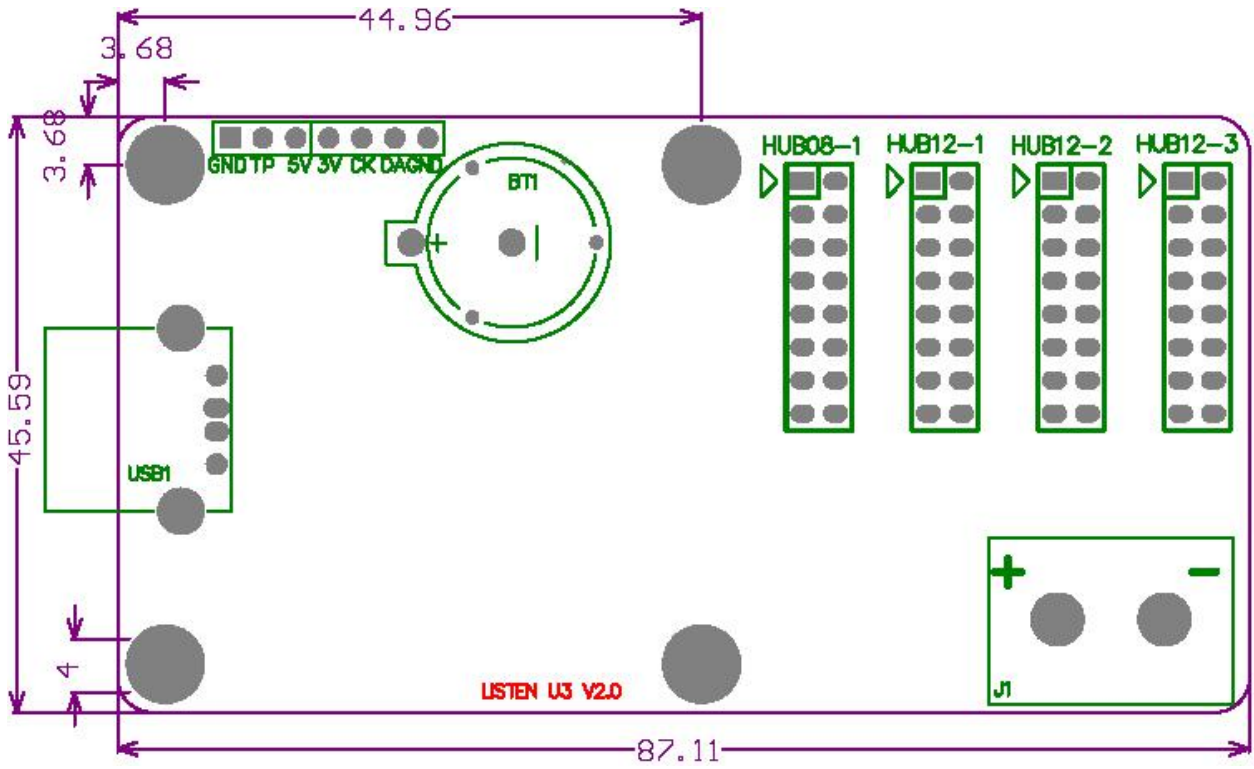 44.96
3.68
3.68
HUB08-1 HUB12-1 HUB12-2 HUB12-3
GND TP 5V 3V CK DA GND
BT1
+
45.59
USB1
+ -
4
LISTEN U3 V2.0
J1
87.11